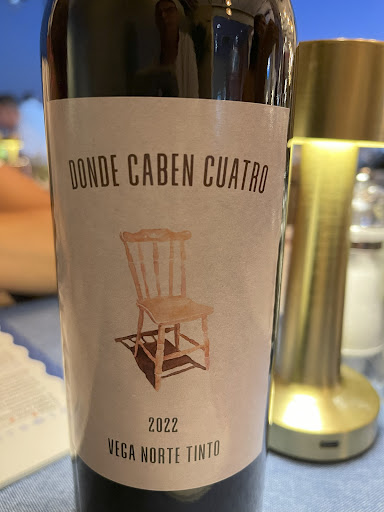 DONDE CABEN CUATRO
2022
VEGA NORTE TINTO